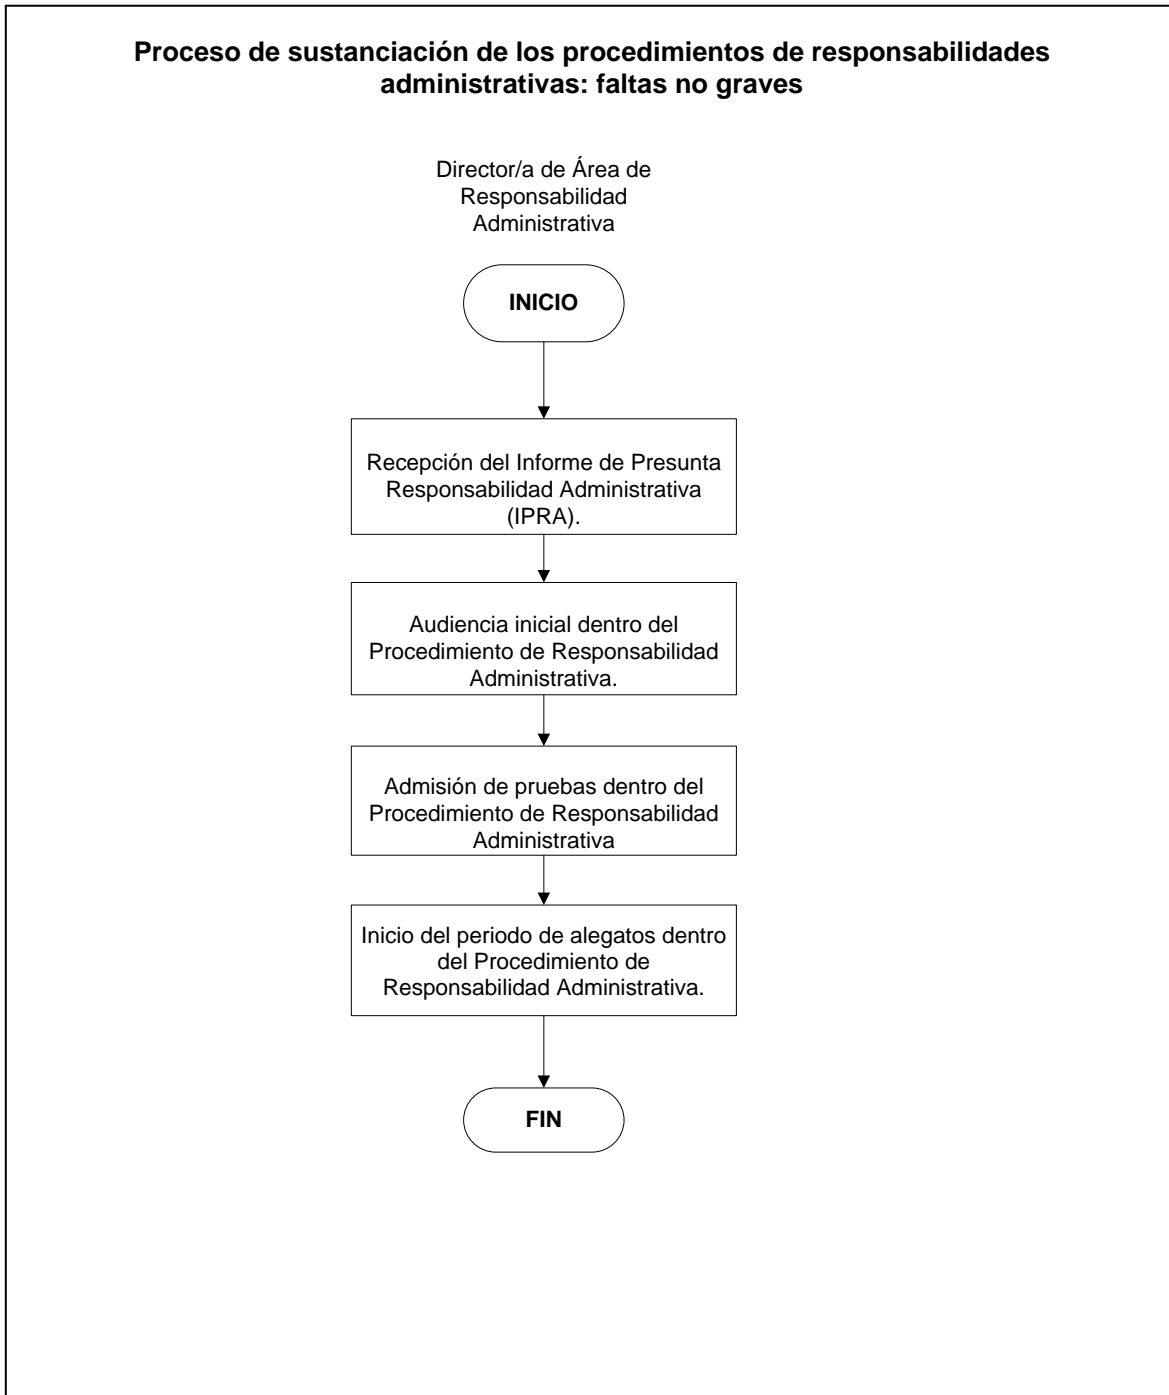 Proceso de sustanciación de los procedimientos de responsabilidades
administrativas: faltas no graves
Director/a de Área de
Responsabilidad
Administrativa
INICIO
Recepción del Informe de Presunta
Responsabilidad Administrativa
(IPRA).
Audiencia inicial dentro del
Procedimiento de Responsabilidad
Administrativa.
Admisión de pruebas dentro del
Procedimiento de Responsabilidad
Administrativa
Inicio del periodo de alegatos dentro
del Procedimiento de
Responsabilidad Administrativa.
FIN